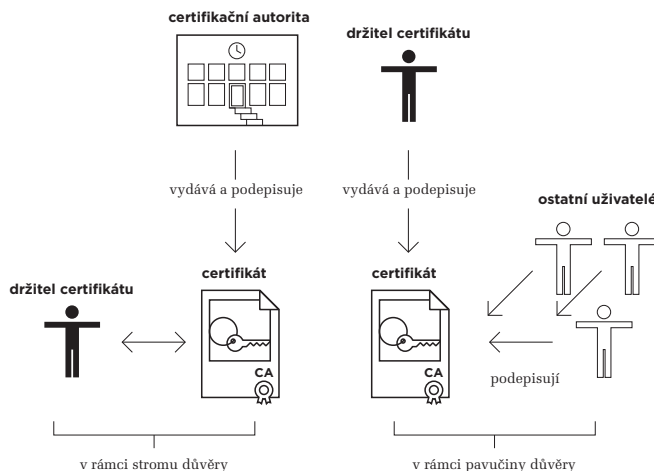 certifikační autorita
držitel certifikátu
vydává a podepisuje
vydává a podepisuje
ostatní uživatelé
certifikát
certifikát
držitel certifikátu
CA
CA
podepisují
v rámci stromu důvěry
v rámci pavučiny důvěry